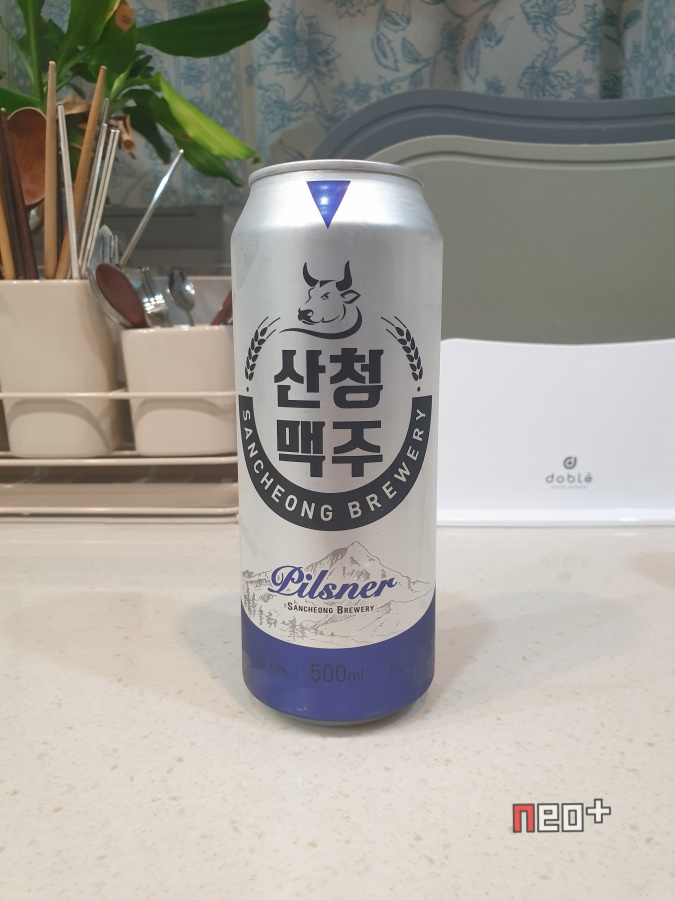 산청
맥주
SANCHEONG BREWERY
Pilsner
SANCHEONG BREWERY
500ml
doblé
neo+